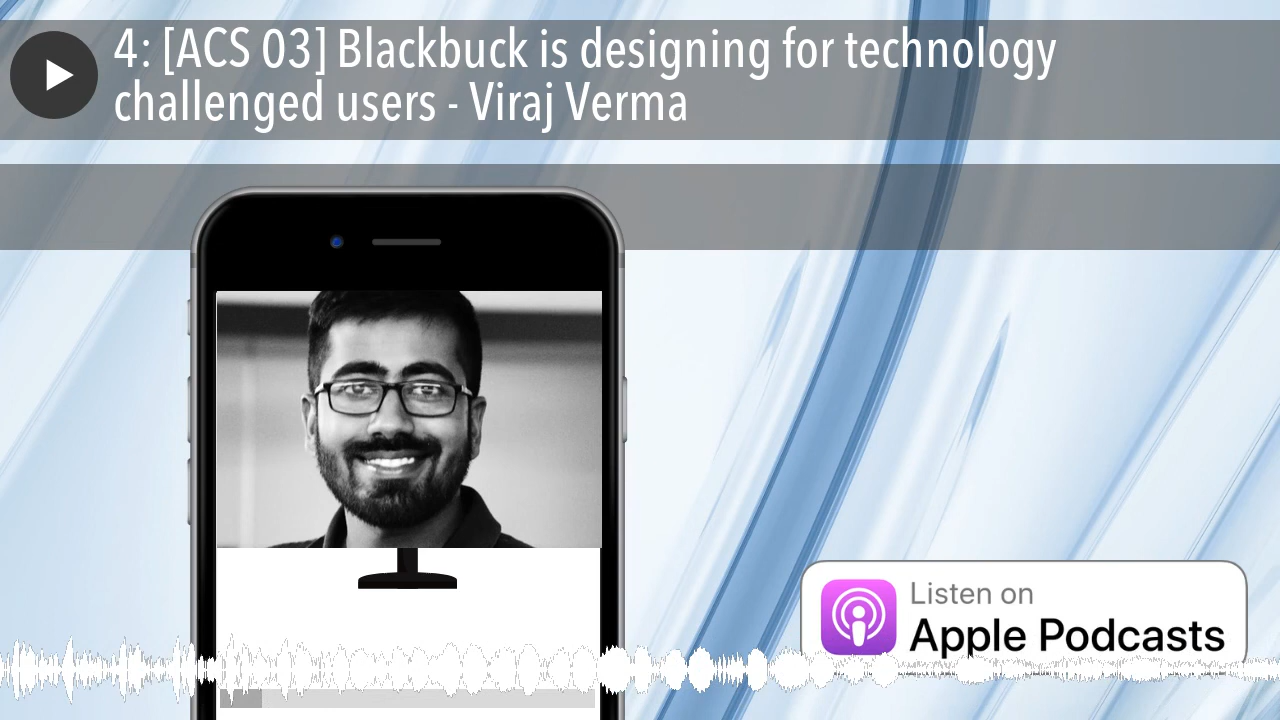 4: [ACS 03] Blackbuck is designing for technology
challenged users - Viraj Verma
Listen on
Apple Podcasts